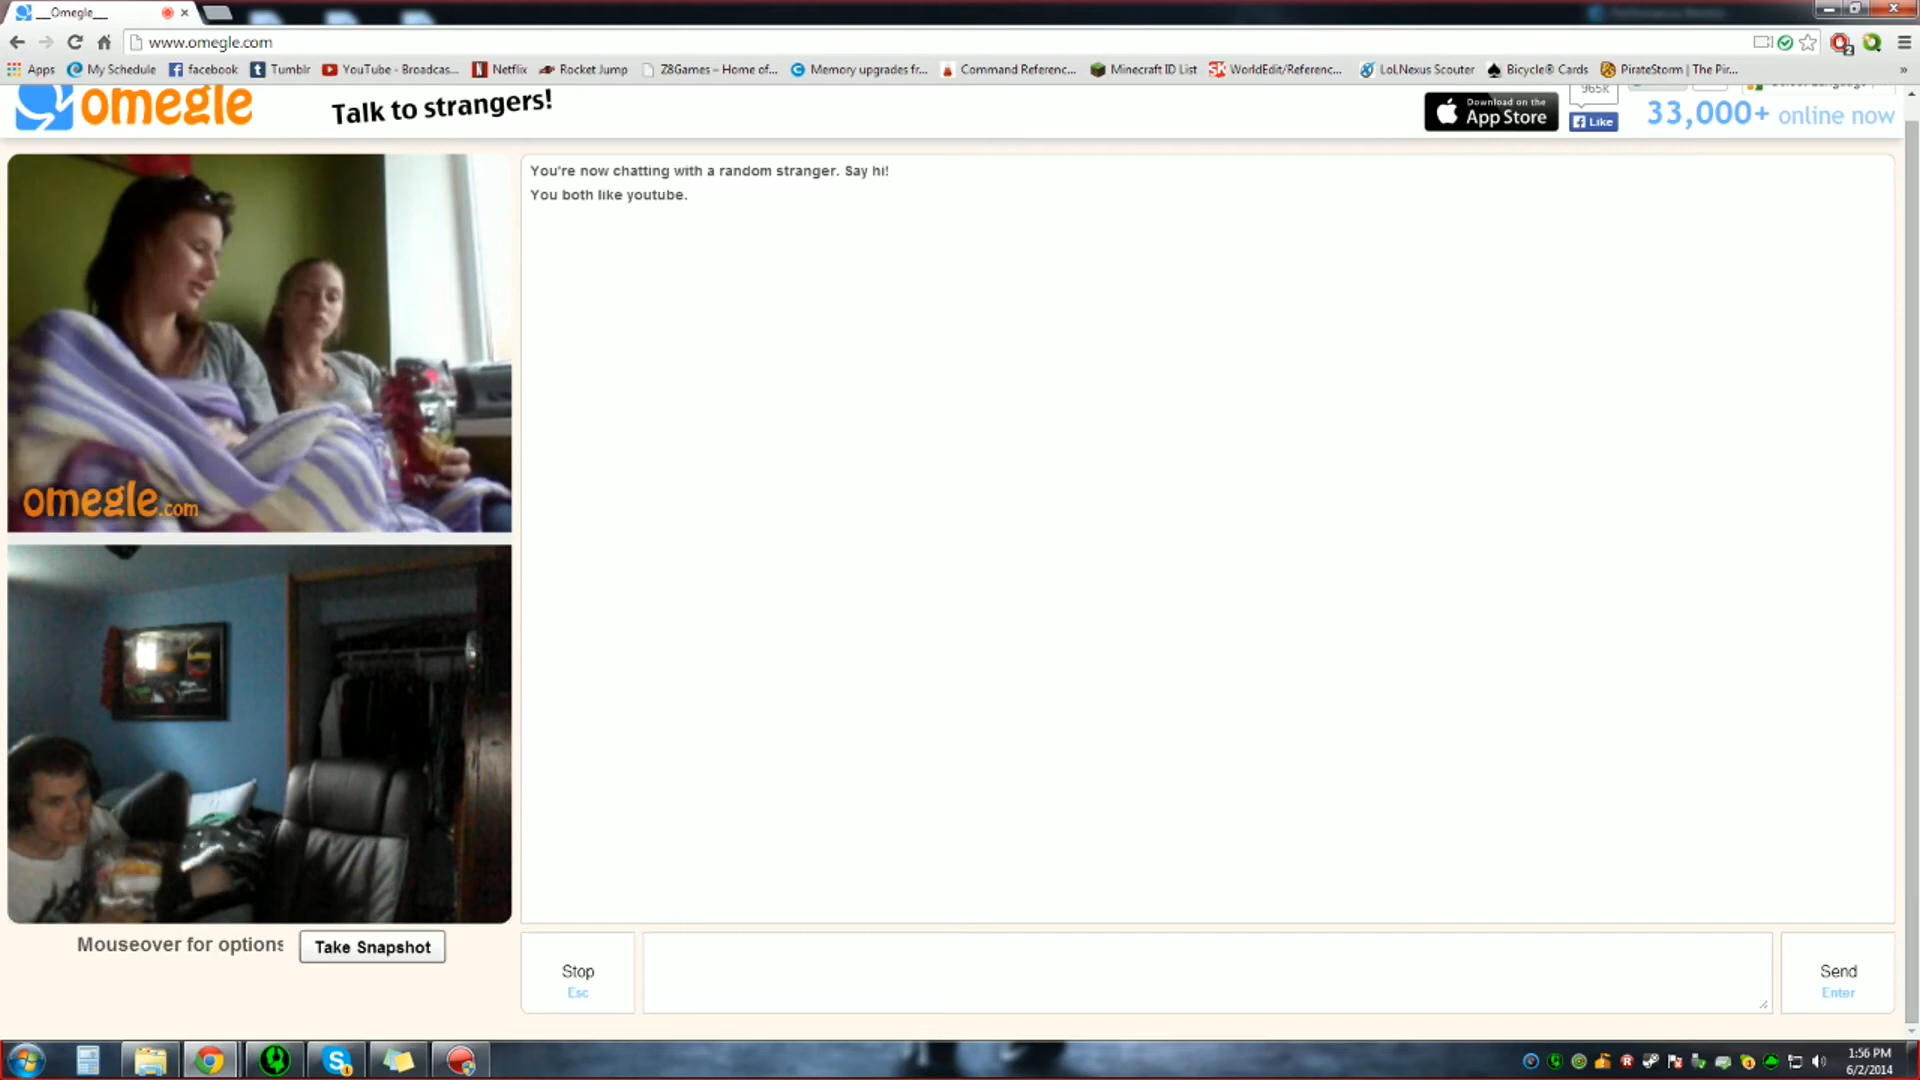 __Omegle__
www.omegle.com
Apps My Schedule facebook Tumblr YouTube - Broadcas... Netflix Rocket Jump Z8Games – Home of... Memory upgrades fr... Command Referenc... Minecraft ID List WorldEdit/Referenc... LoLNexus Scouter Bicycle® Cards PirateStorm | The Pir... »
omegle Talk to strangers!
Download on the
App Store
965k
Like
33,000+ online now
You're now chatting with a random stranger. Say hi!
You both like youtube.
omegle.com
Mouseover for options Take Snapshot
Stop
Esc
Send
Enter
1:56 PM
6/2/2014